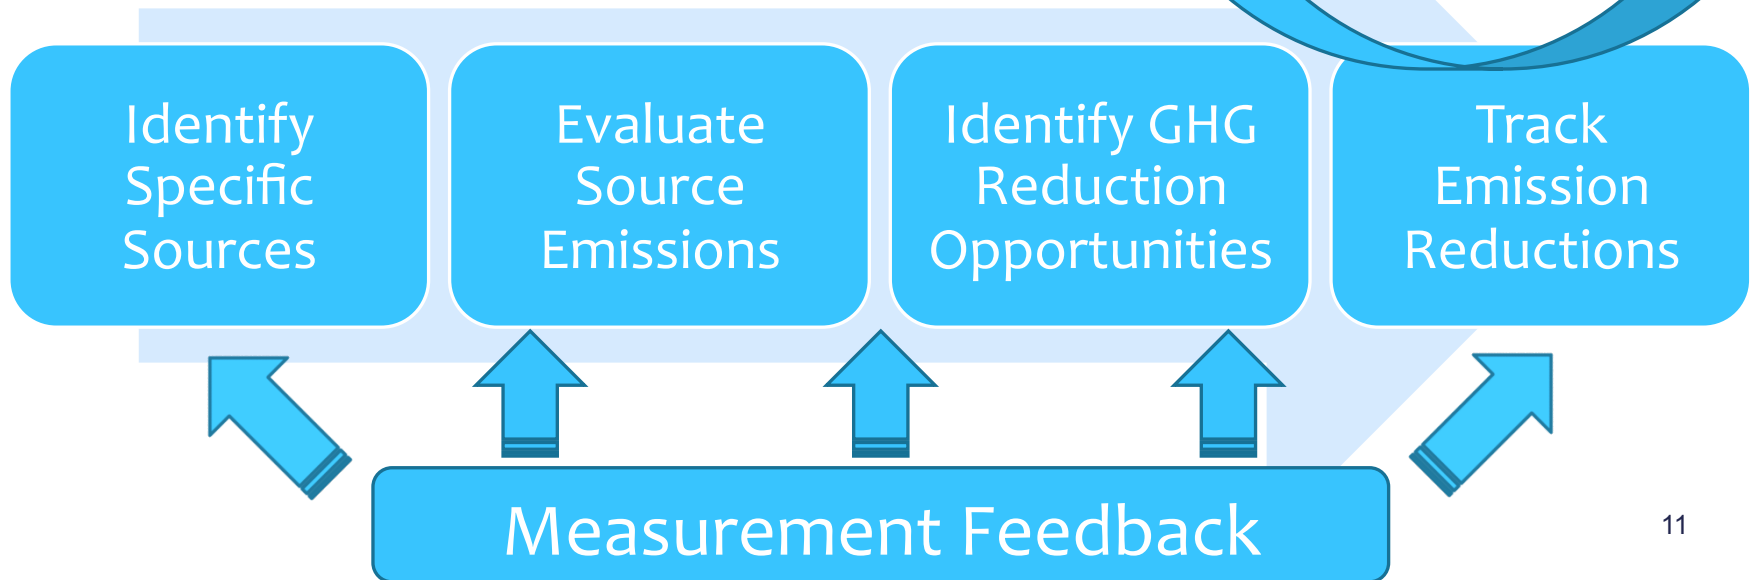 Identify
Specific
Sources
Evaluate
Source
Emissions
Identify GHG
Reduction
Opportunities
Track
Emission
Reductions
Measurement Feedback
11